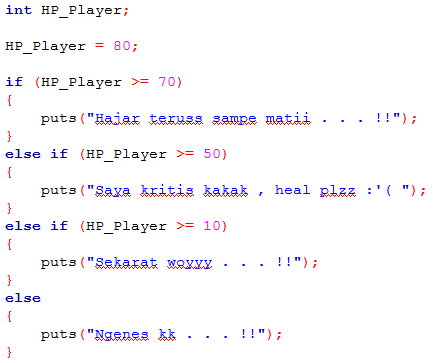 int HP_Player;
HP_Player = 80;
if (HP_Player >= 70)
{
puts("Hajar teruss sampe matii . . . !!");
}
else if (HP_Player >= 50)
{
puts("Saya kritis kakak , heal plzz :'( ");
}
else if (HP_Player >= 10)
{
puts("Sekarat woyyy . . . !!");
}
else
{
puts("Ngenes kk . . . !!");
}